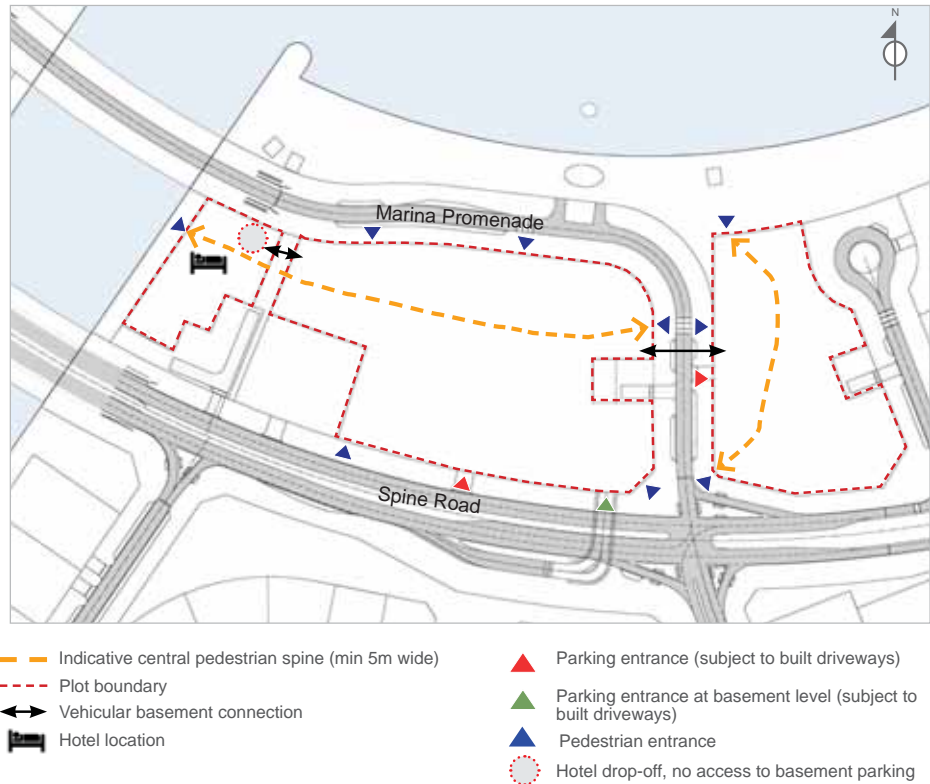 N
Marina Promenade
Spine Road
Indicative central pedestrian spine (min 5m wide)
Plot boundary
Vehicular basement connection
Hotel location
Parking entrance (subject to built driveways)
Parking entrance at basement level (subject to
built driveways)
Pedestrian entrance
Hotel drop-off, no access to basement parking